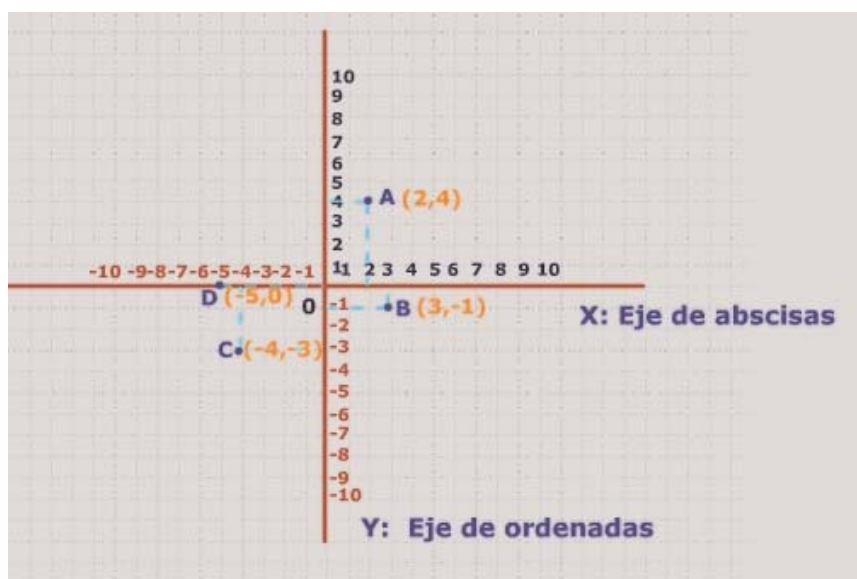 10
9
8
7
6
5
4
A (2,4)
3
2
1
-10 -9 -8 -7 -6 -5 -4 -3 -2 -1
1 2 3 4 5 6 7 8 9 10
D (-5,0)
0
-1
B (3,-1)
X: Eje de abscisas
-2
C (-4,-3)
-3
-4
-5
-6
-7
-8
-9
-10
Y: Eje de ordenadas